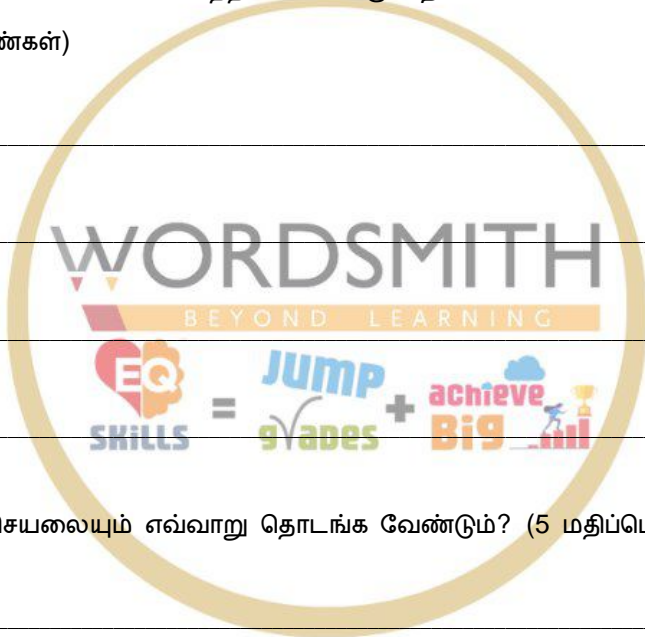 ண்கள்)
WORDSMITH
BEYOND LEARNING
EQ JUMP achieve
SKILLS = grades + Big
செயலையும் எவ்வாறு தொடங்க வேண்டும்? (5 மதிப்பெ